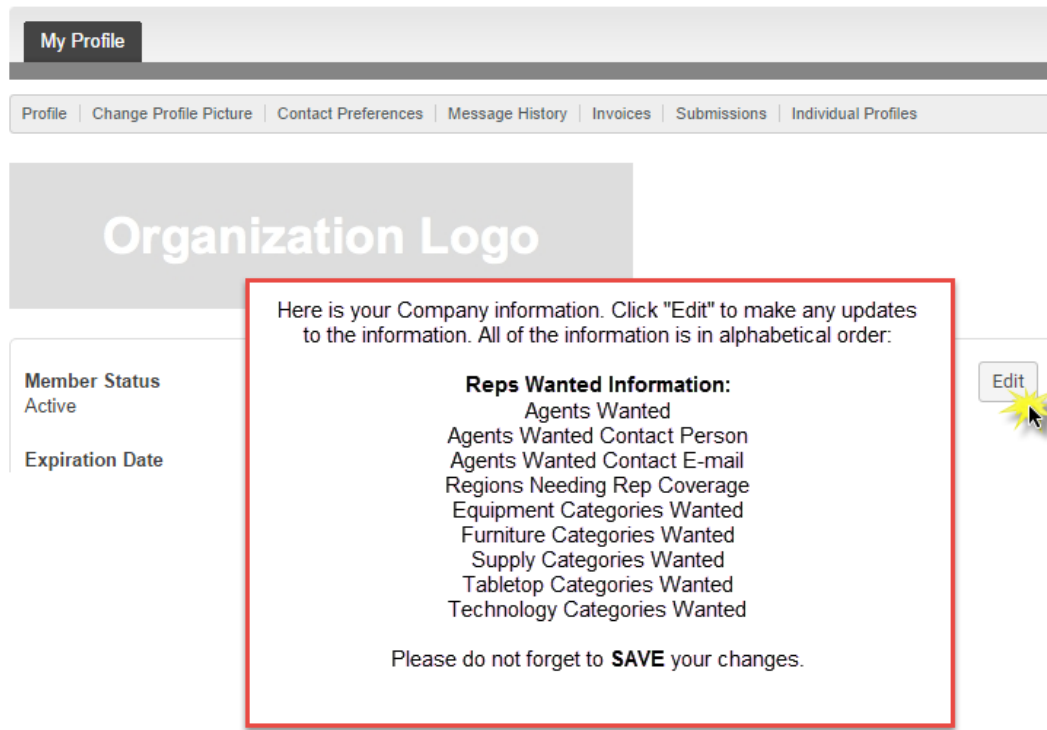 My Profile
Profile | Change Profile Picture | Contact Preferences | Message History | Invoices | Submissions | Individual Profiles
Organization Logo
Here is your Company information. Click "Edit" to make any updates
to the information. All of the information is in alphabetical order:
Reps Wanted Information:
Agents Wanted
Agents Wanted Contact Person
Agents Wanted Contact E-mail
Regions Needing Rep Coverage
Equipment Categories Wanted
Furniture Categories Wanted
Supply Categories Wanted
Tabletop Categories Wanted
Technology Categories Wanted
Please do not forget to SAVE your changes.
Member Status
Active
Expiration Date
Edit